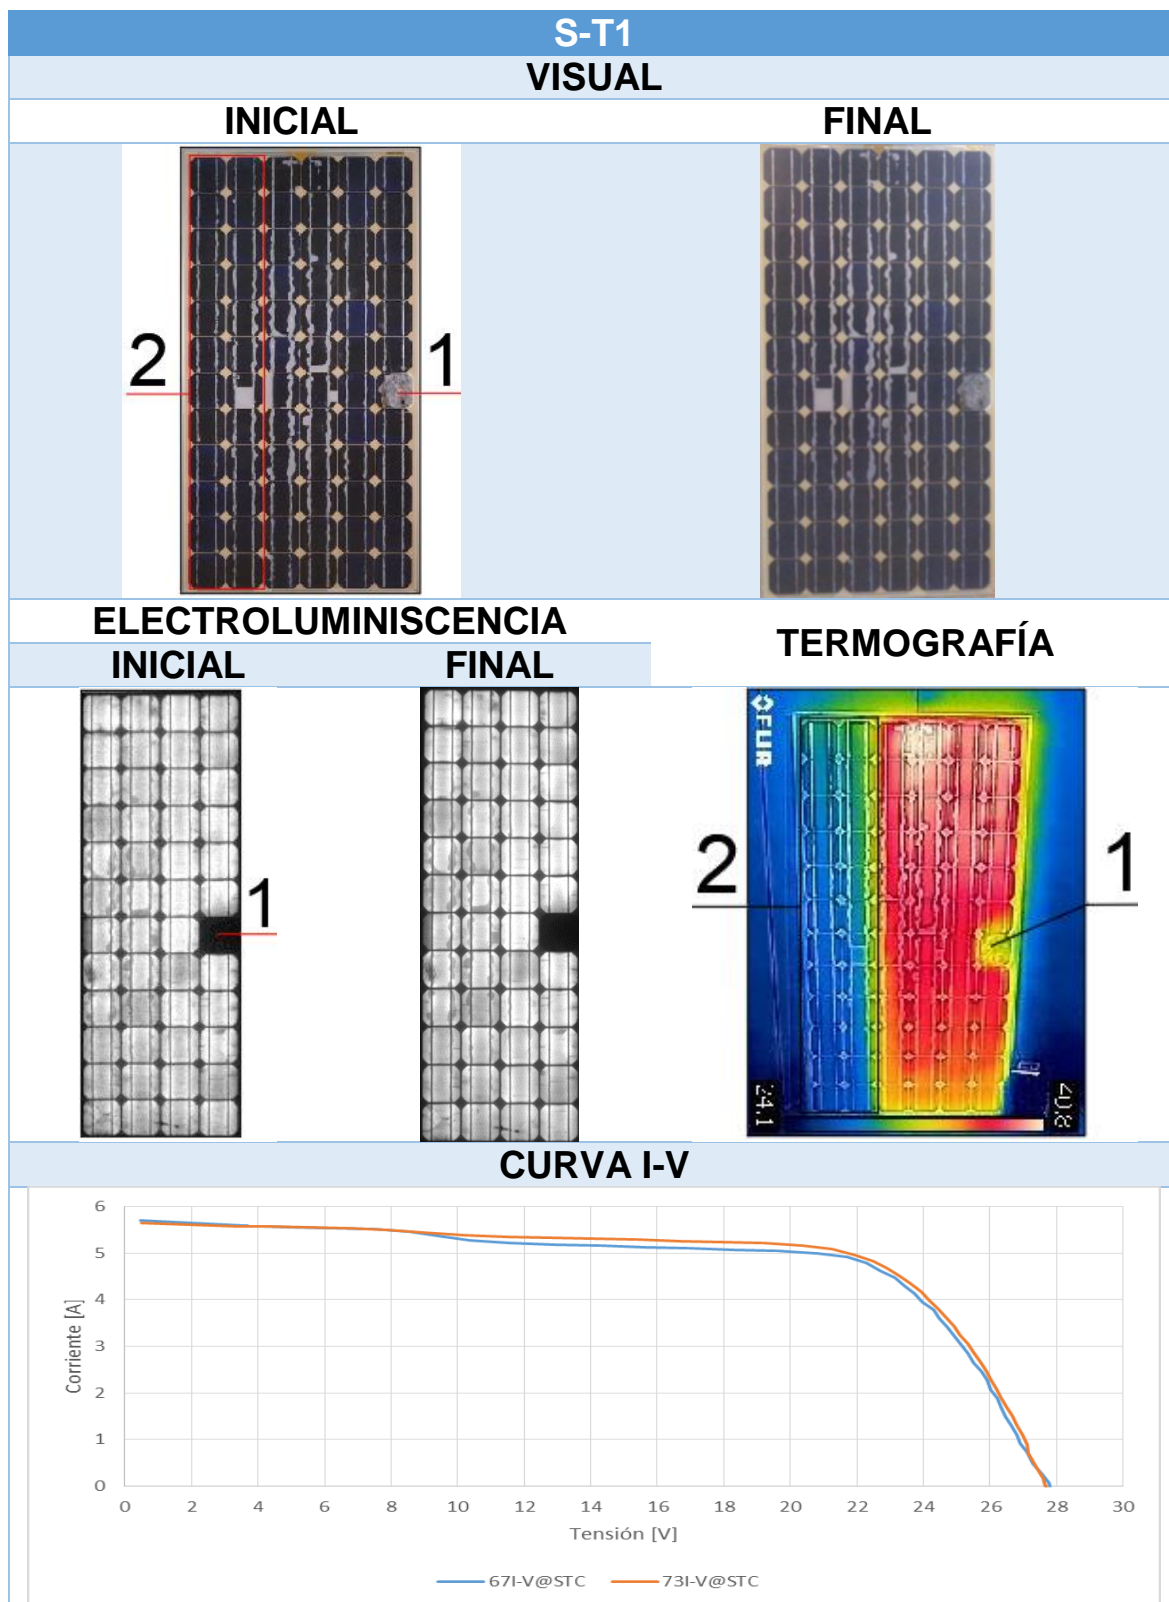 S-T1
VISUAL
INICIAL FINAL
2 1
ELECTROLUMINISCENCIA
TERMOGRAFÍA
INICIAL FINAL
1
FLIR
2 1
24.1 40.8
CURVA I-V
6
5
4
3
2
1
0
Corriente [A]
0 2 4 6 8 10 12 14 16 18 20 22 24 26 28 30
Tensión [V]
67I-V@STC 73I-V@STC